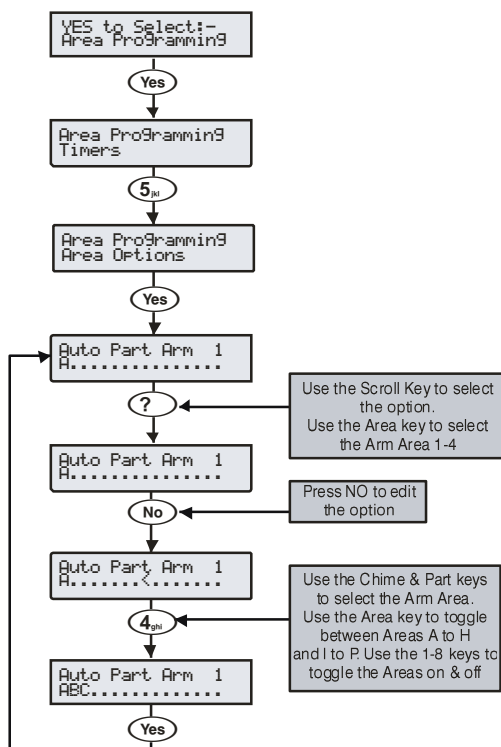 YES to Select:-
Area Programming
Yes
Area Programming
Timers
5jkl
Area Programming
Area Options
Yes
Auto Part Arm 1
A...............
?
Use the Scroll Key to select
the option.
Use the Area key to select
the Arm Area 1-4
Auto Part Arm 1
A...............
No
Press NO to edit
the option
Auto Part Arm 1
A.......<.......
4ghi
Use the Chime & Part keys
to select the Arm Area.
Use the Area key to toggle
between Areas A to H
and I to P. Use the 1-8 keys to
toggle the Areas on & off
Auto Part Arm 1
ABC.............
Yes